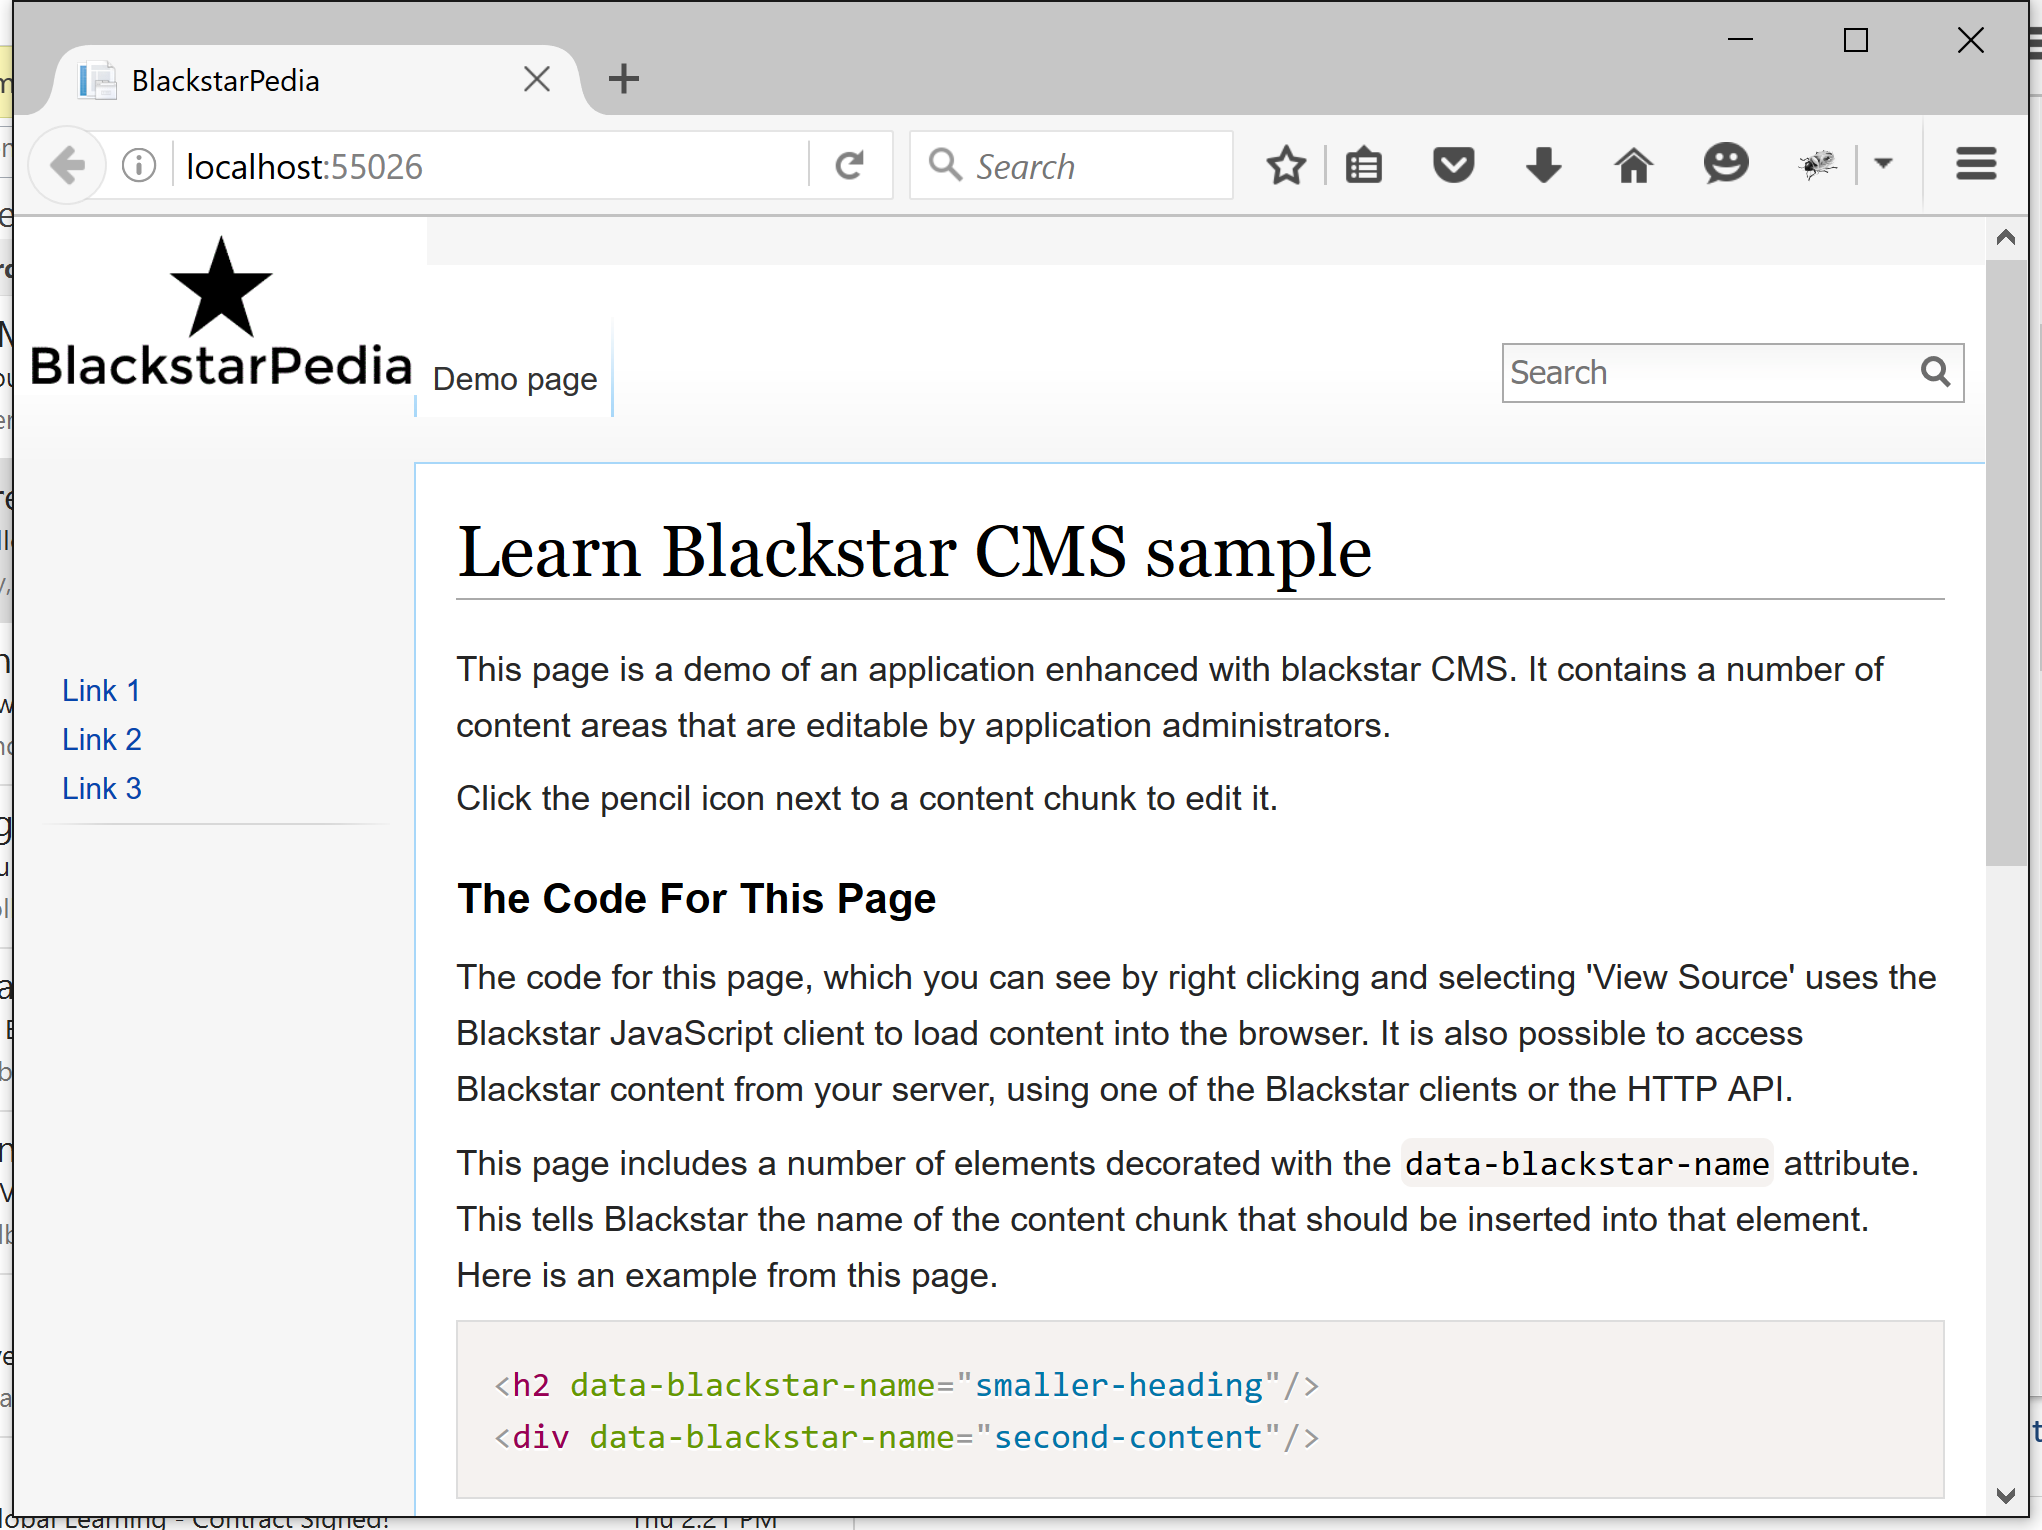 BlackstarPedia
localhost:55026
Search
BlackstarPedia
Demo page
Search
Link 1
Link 2
Link 3
Learn Blackstar CMS sample
This page is a demo of an application enhanced with blackstar CMS. It contains a number of
content areas that are editable by application administrators.
Click the pencil icon next to a content chunk to edit it.
The Code For This Page
The code for this page, which you can see by right clicking and selecting 'View Source' uses the
Blackstar JavaScript client to load content into the browser. It is also possible to access
Blackstar content from your server, using one of the Blackstar clients or the HTTP API.
This page includes a number of elements decorated with the data-blackstar-name attribute.
This tells Blackstar the name of the content chunk that should be inserted into that element.
Here is an example from this page.
<h2 data-blackstar-name="smaller-heading"/>
<div data-blackstar-name="second-content"/>
Learning - Contract Signed! Thu 2:21 PM